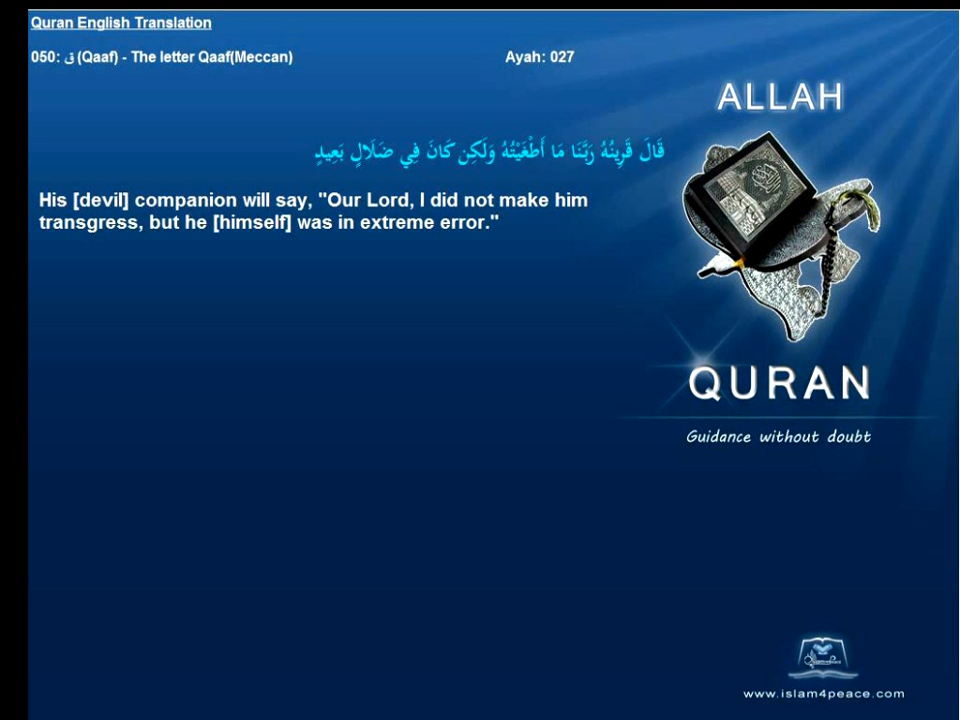 Quran English Translation
050: ق (Qaaf) - The letter Qaaf(Meccan) Ayah: 027
ALLAH
قَالَ قَرِينُهُ رَبَّنَا مَا أَطْغَيْتُهُ وَلَكِن كَانَ فِي ضَلَالٍ بَعِيدٍ
His [devil] companion will say, "Our Lord, I did not make him
transgress, but he [himself] was in extreme error."
QURAN
Guidance without doubt
www.islam4peace.com